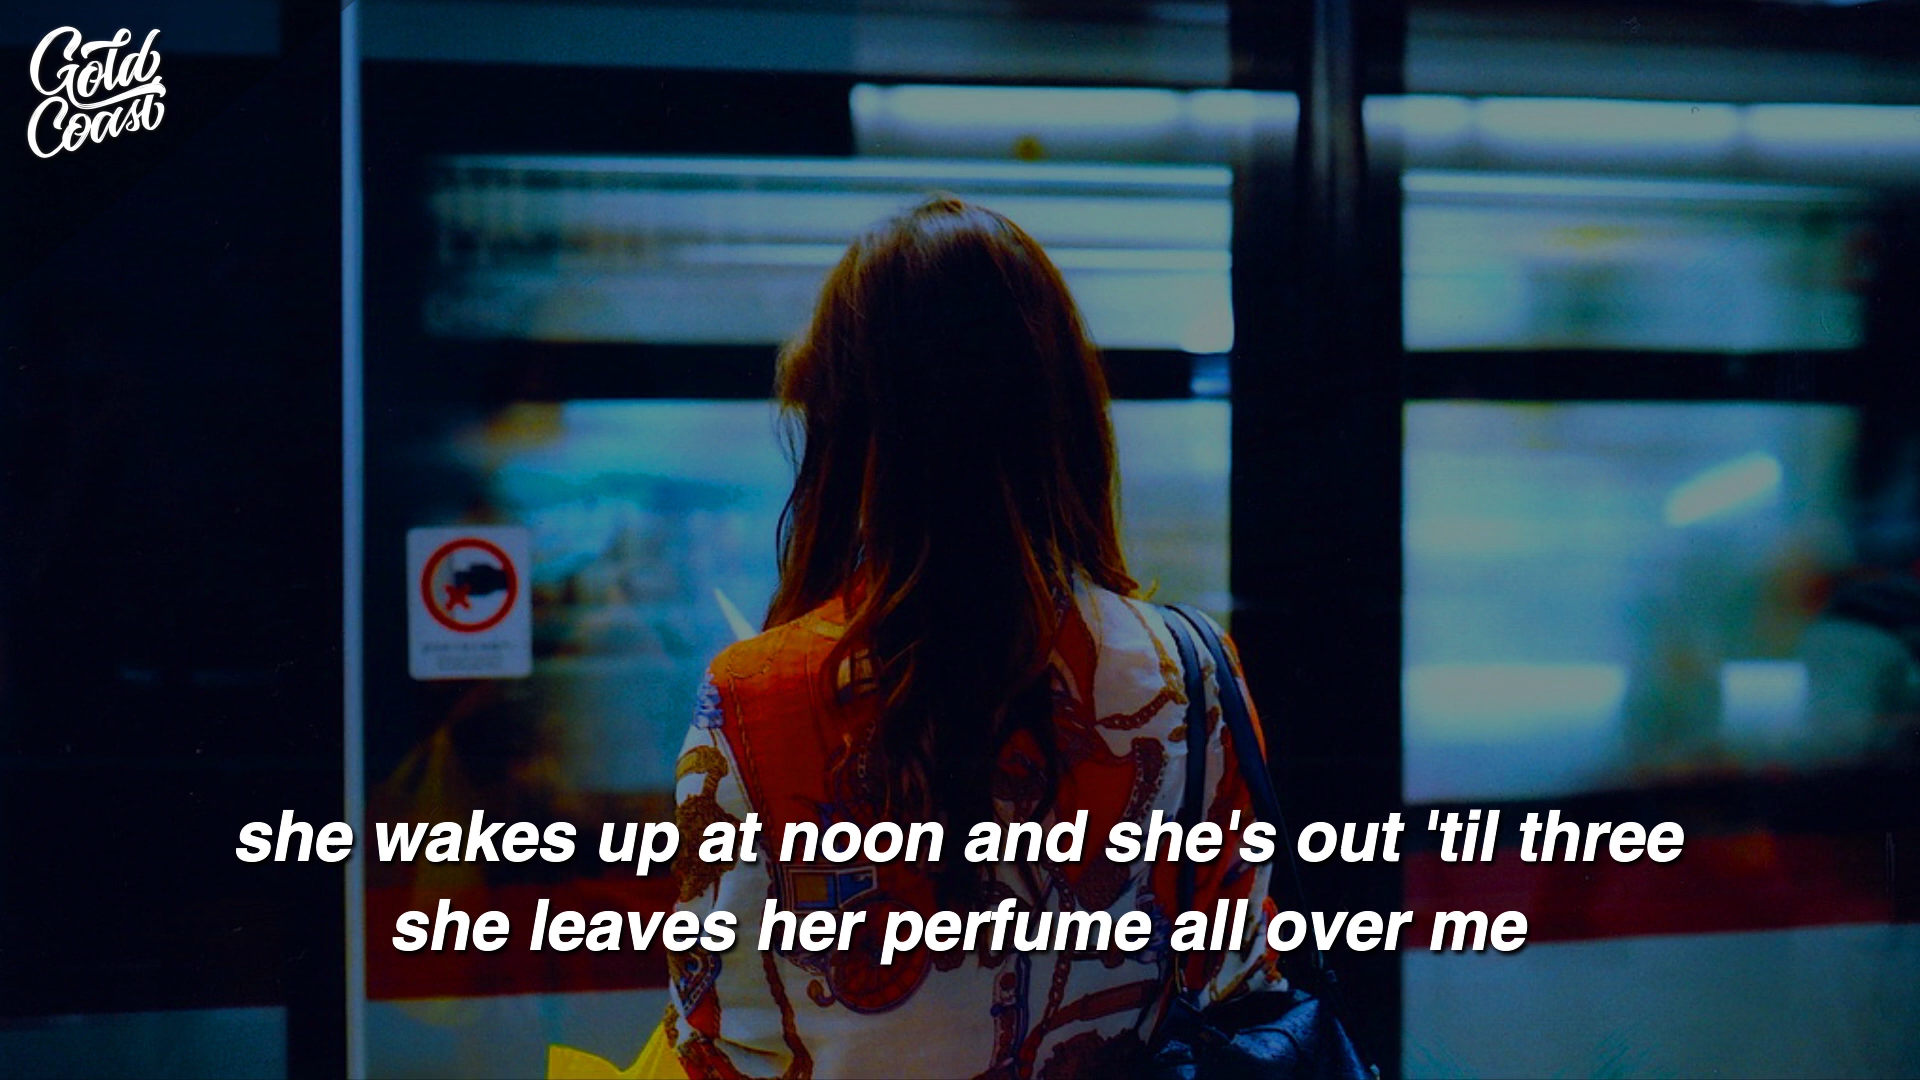 Gold
Coast
she wakes up at noon and she's out 'til three
she leaves her perfume all over me